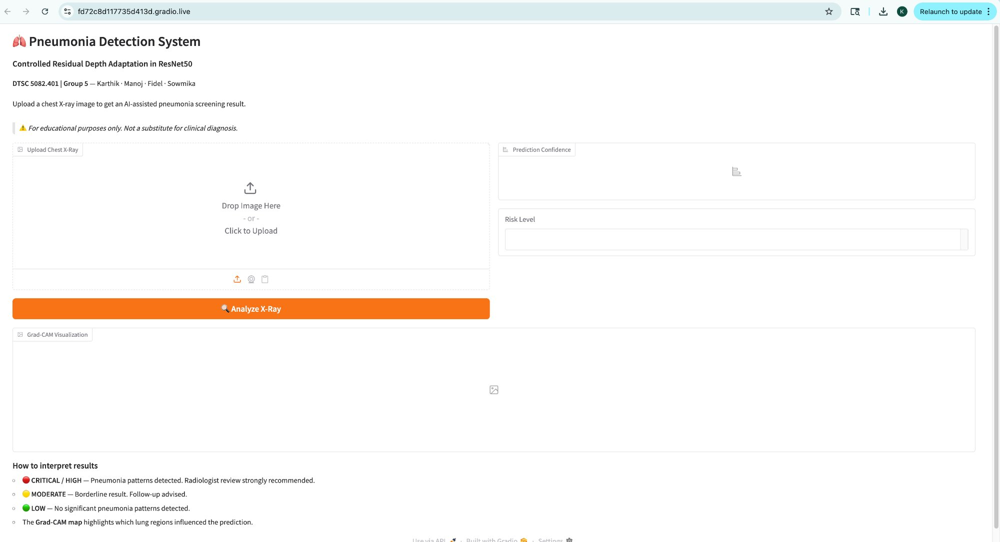 fd72c8d117735d413d.gradio.live
K
Relaunch to update
Pneumonia Detection System
Controlled Residual Depth Adaptation in ResNet50
DTSC 5082.401 | Group 5 — Karthik · Manoj · Fidel · Sowmika
Upload a chest X-ray image to get an AI-assisted pneumonia screening result.
For educational purposes only. Not a substitute for clinical diagnosis.
Upload Chest X-Ray
Drop Image Here
- or -
Click to Upload
Prediction Confidence
Risk Level
Analyze X-Ray
Grad-CAM Visualization
How to interpret results
CRITICAL / HIGH — Pneumonia patterns detected. Radiologist review strongly recommended.
MODERATE — Borderline result. Follow-up advised.
LOW — No significant pneumonia patterns detected.
The Grad-CAM map highlights which lung regions influenced the prediction.
Use via API · Built with Gradio · Settings